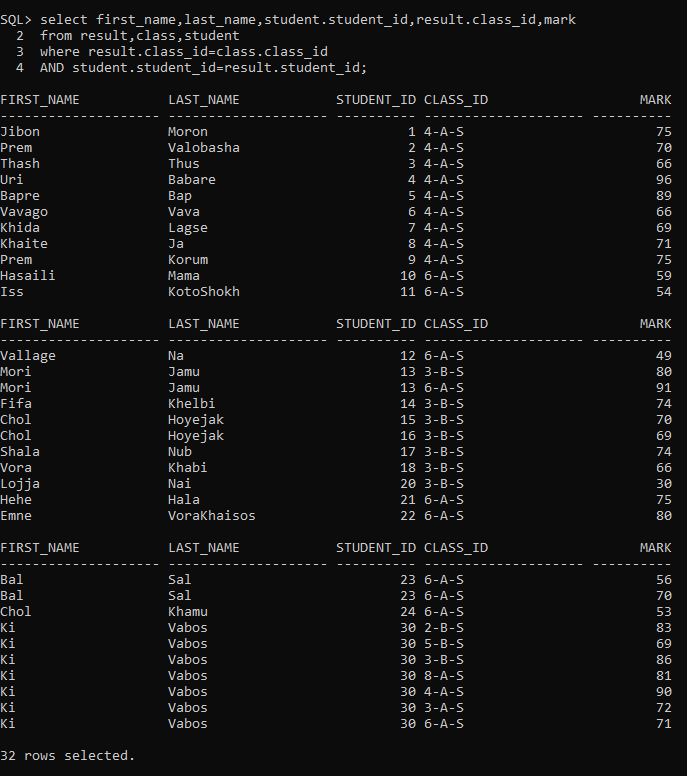 SQL> select first_name,last_name,student.student_id,result.class_id,mark
  2  from result,class,student
  3  where result.class_id=class.class_id
  4  AND student.student_id=result.student_id;
FIRST_NAME           LAST_NAME            STUDENT_ID CLASS_ID                   MARK
-------------------- -------------------- ---------- -------------------- ----------
Jibon                Moron                         1 4-A-S                        75
Prem                 Valobasha                     2 4-A-S                        70
Thash                Thus                          3 4-A-S                        66
Uri                  Babare                        4 4-A-S                        96
Bapre                Bap                           5 4-A-S                        89
Vavago               Vava                          6 4-A-S                        66
Khida                Lagse                         7 4-A-S                        69
Khaite               Ja                            8 4-A-S                        71
Prem                 Korum                         9 4-A-S                        75
Hasaili              Mama                         10 6-A-S                        59
Iss                  KotoShokh                    11 6-A-S                        54
FIRST_NAME           LAST_NAME            STUDENT_ID CLASS_ID                   MARK
-------------------- -------------------- ---------- -------------------- ----------
Vallage              Na                           12 6-A-S                        49
Mori                 Jamu                         13 3-B-S                        80
Mori                 Jamu                         13 6-A-S                        91
Fifa                 Khelbi                       14 3-B-S                        74
Chol                 Hoyejak                      15 3-B-S                        70
Chol                 Hoyejak                      16 3-B-S                        69
Shala                Nub                          17 3-B-S                        74
Vora                 Khabi                        18 3-B-S                        66
Lojja                Nai                          20 3-B-S                        30
Hehe                 Hala                         21 6-A-S                        75
Emne                 VoraKhaisos                  22 6-A-S                        80
FIRST_NAME           LAST_NAME            STUDENT_ID CLASS_ID                   MARK
-------------------- -------------------- ---------- -------------------- ----------
Bal                  Sal                          23 6-A-S                        56
Bal                  Sal                          23 6-A-S                        70
Chol                 Khamu                        24 6-A-S                        53
Ki                   Vabos                        30 2-B-S                        83
Ki                   Vabos                        30 5-B-S                        69
Ki                   Vabos                        30 3-B-S                        86
Ki                   Vabos                        30 8-A-S                        81
Ki                   Vabos                        30 4-A-S                        90
Ki                   Vabos                        30 3-A-S                        72
Ki                   Vabos                        30 6-A-S                        71
32 rows selected.